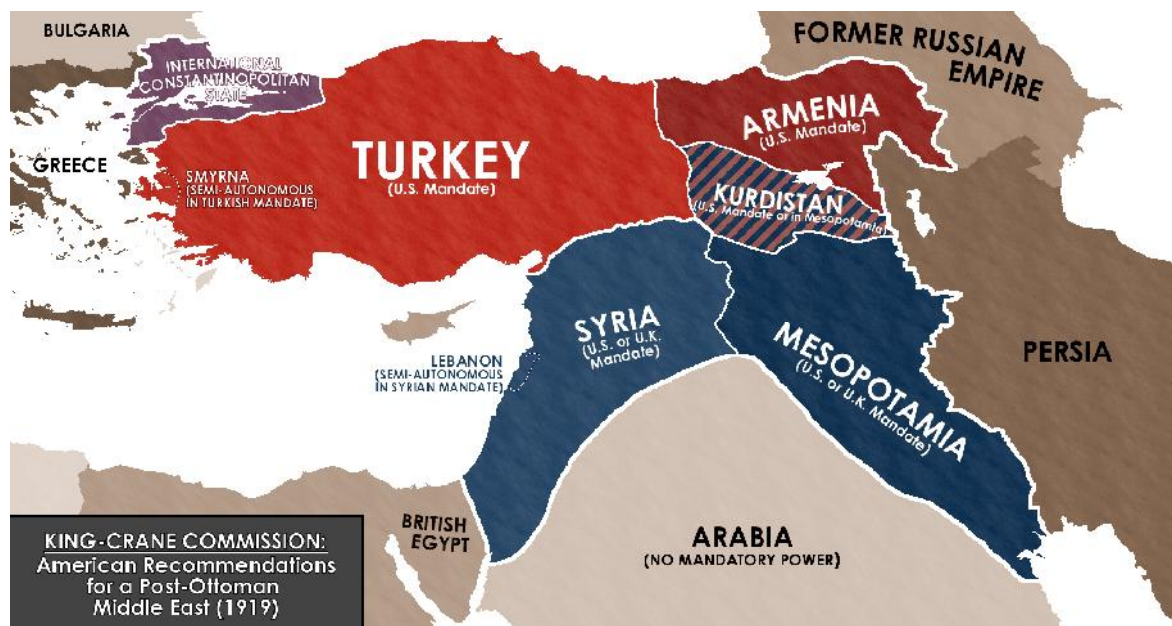 BULGARIA
INTERNATIONAL
CONSTANTINOPOLITAN
STATE
FORMER RUSSIAN
EMPIRE
ARMENIA
(U.S. Mandate)
TURKEY
(U.S. Mandate)
GREECE
SMYRNA
(SEMI-AUTONOMOUS
IN TURKISH MANDATE)
KURDISTAN
(U.S. Mandate or in Mesopotamia)
SYRIA
(U.S. or U.K.
Mandate)
MESOPOTAMIA
(U.S. or U.K. Mandate)
PERSIA
LEBANON
(SEMI-AUTONOMOUS
IN SYRIAN MANDATE)
BRITISH
EGYPT
ARABIA
(NO MANDATORY POWER)
KING-CRANE COMMISSION:
American Recommendations
for a Post-Ottoman
Middle East (1919)